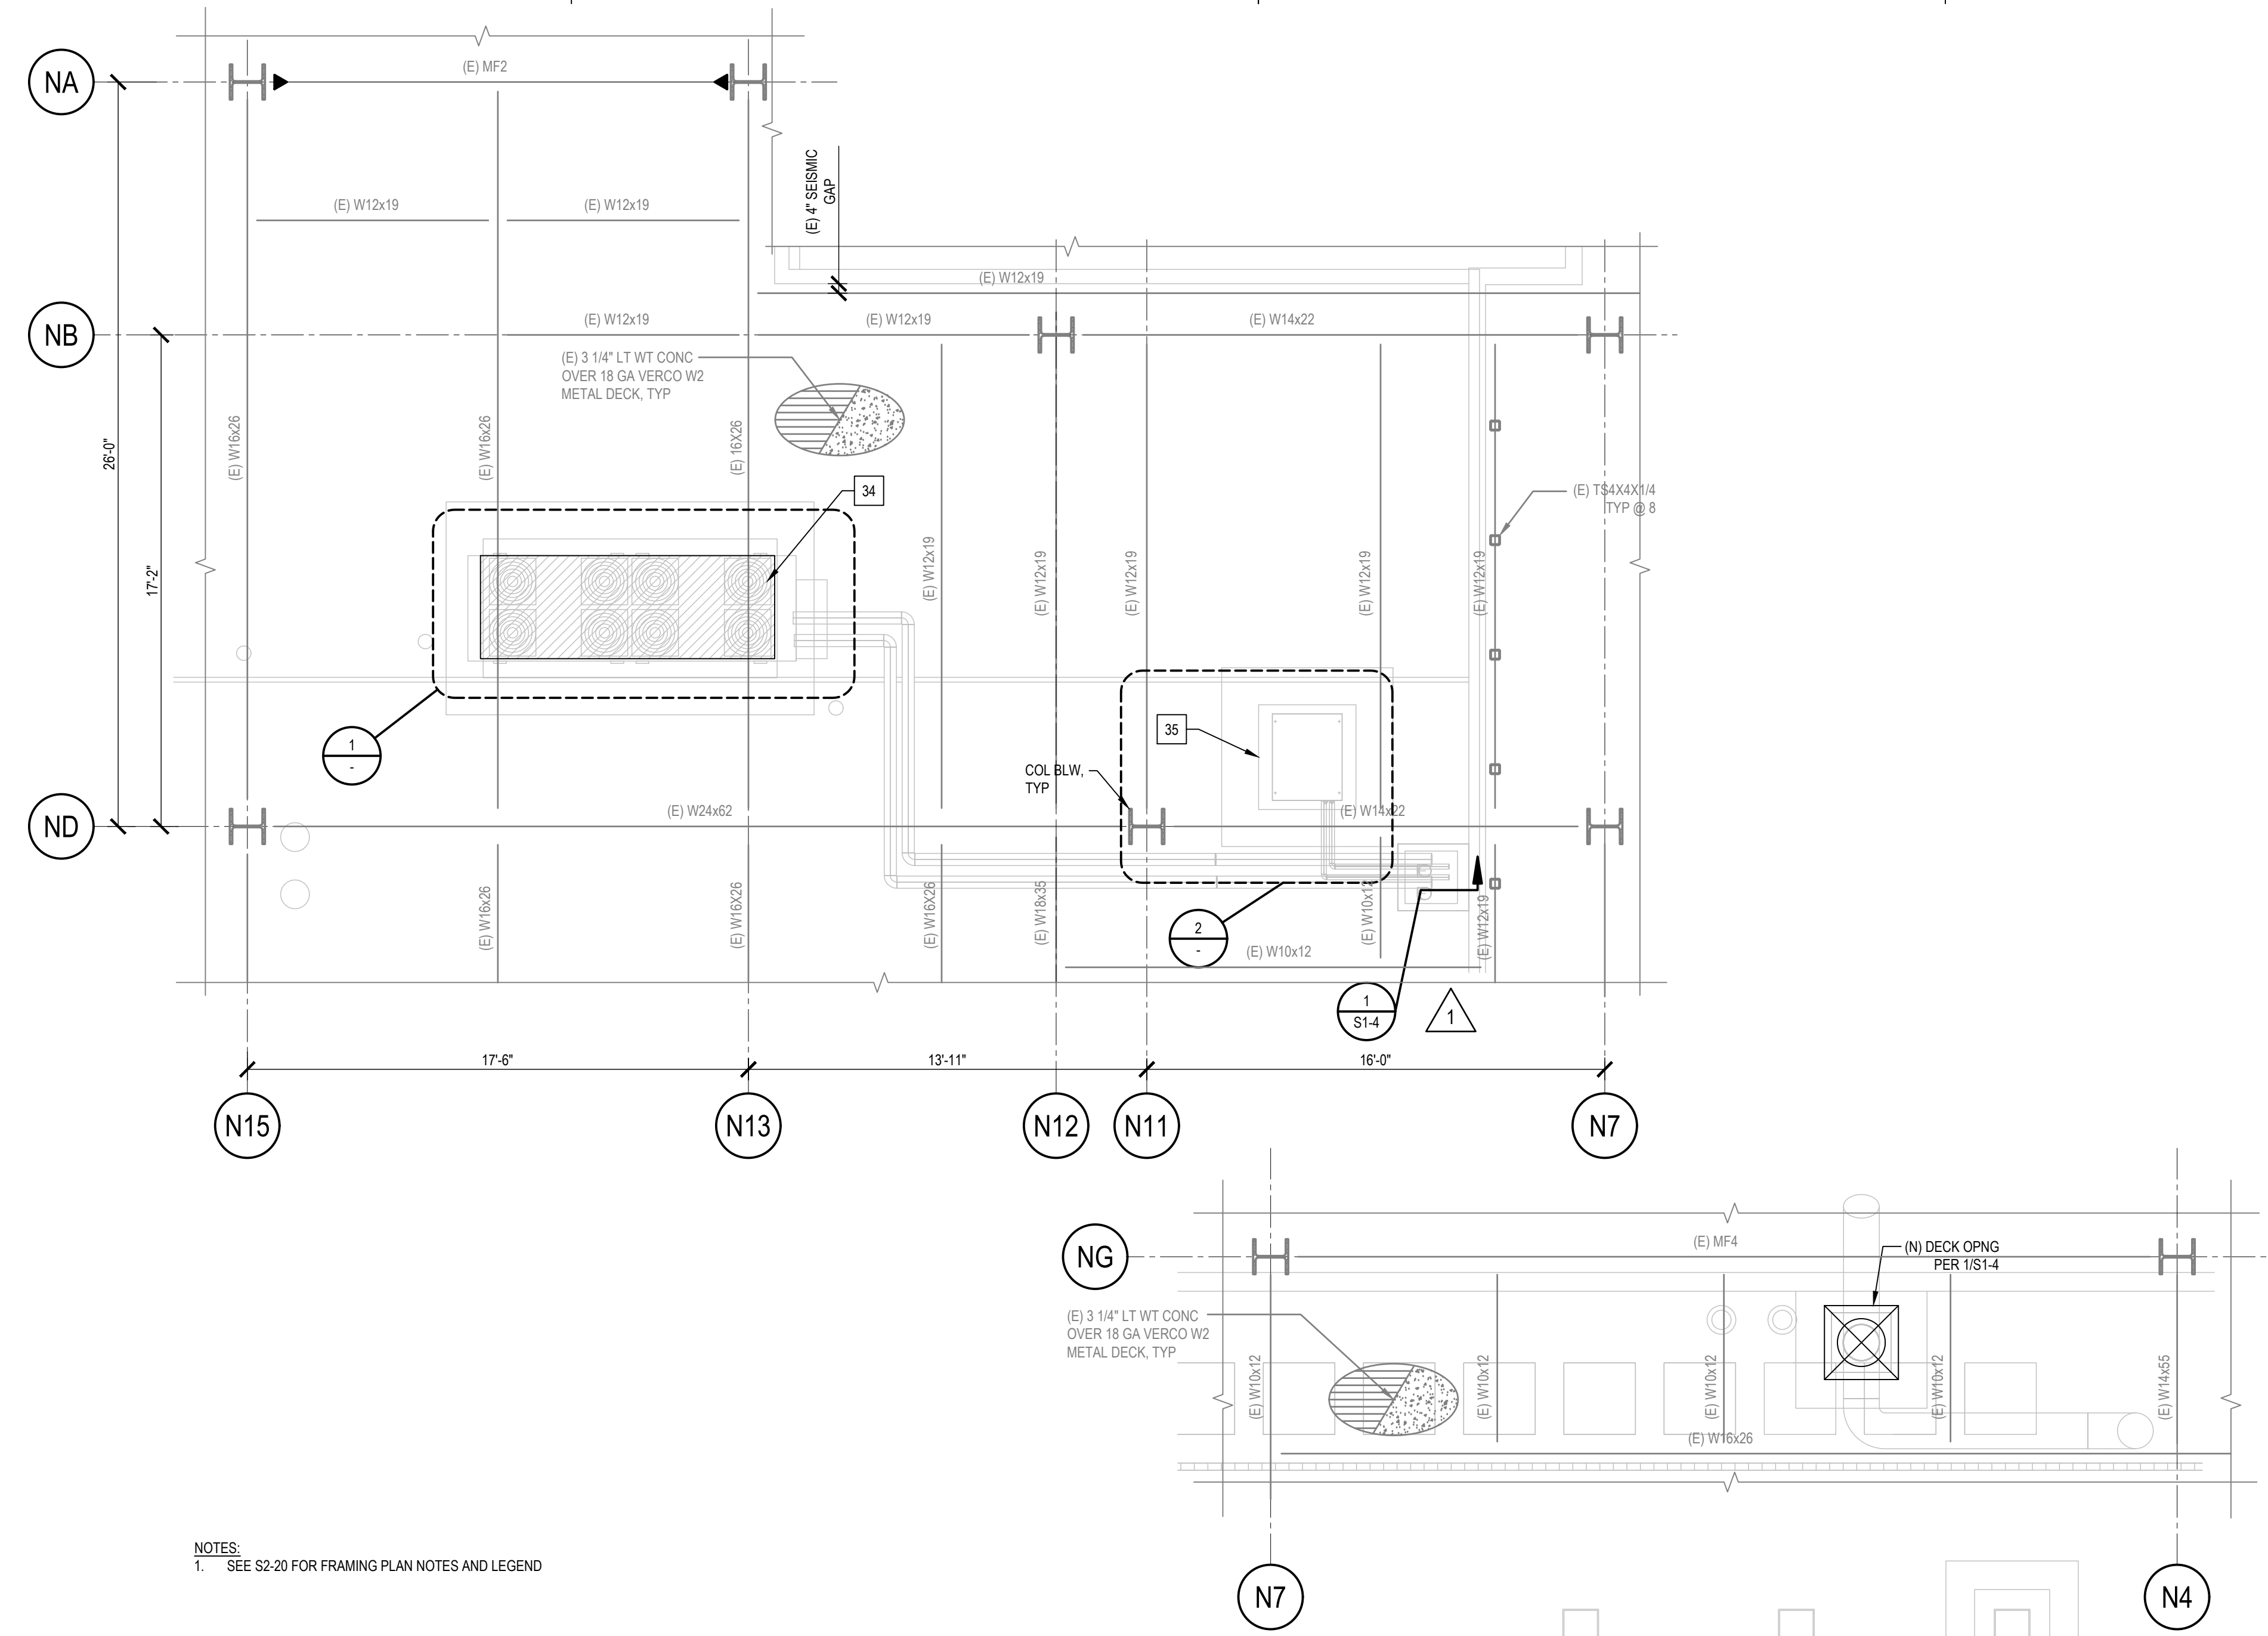 NA
(E) MF2
(E) 4" SEISMIC
GAP
(E) W12x19
(E) W12x19
(E) W12x19
NB
(E) W12x19
(E) W12x19
(E) W14x22
(E) 3 1/4" LT WT CONC
OVER 18 GA VERCO W2
METAL DECK, TYP
26'-0"
17'-2"
(E) W16x26
(E) W16x26
(E) 16X26
34
(E) TS4X4X1/4
TYP @ 8
(E) W12x19
(E) W12x19
(E) W12x19
(E) W12x19
(E) W12x19
35
1
-
COL BLW,
TYP
ND
(E) W24x62
(E) W14x22
(E) W16x26
(E) W16X26
(E) W16X26
(E) W18x35
(E) W10x12
(E) W12x19
2
-
(E) W10x12
1
S1-4
1
17'-6"
13'-11"
16'-0"
N15
N13
N12
N11
N7
NG
(E) MF4
(N) DECK OPNG
PER 1/S1-4
(E) 3 1/4" LT WT CONC
OVER 18 GA VERCO W2
METAL DECK, TYP
(E) W10x12
(E) W10x12
(E) W10x12
(E) W10x12
(E) W14x55
(E) W16x26
NOTES:
1. SEE S2-20 FOR FRAMING PLAN NOTES AND LEGEND
N7
N4